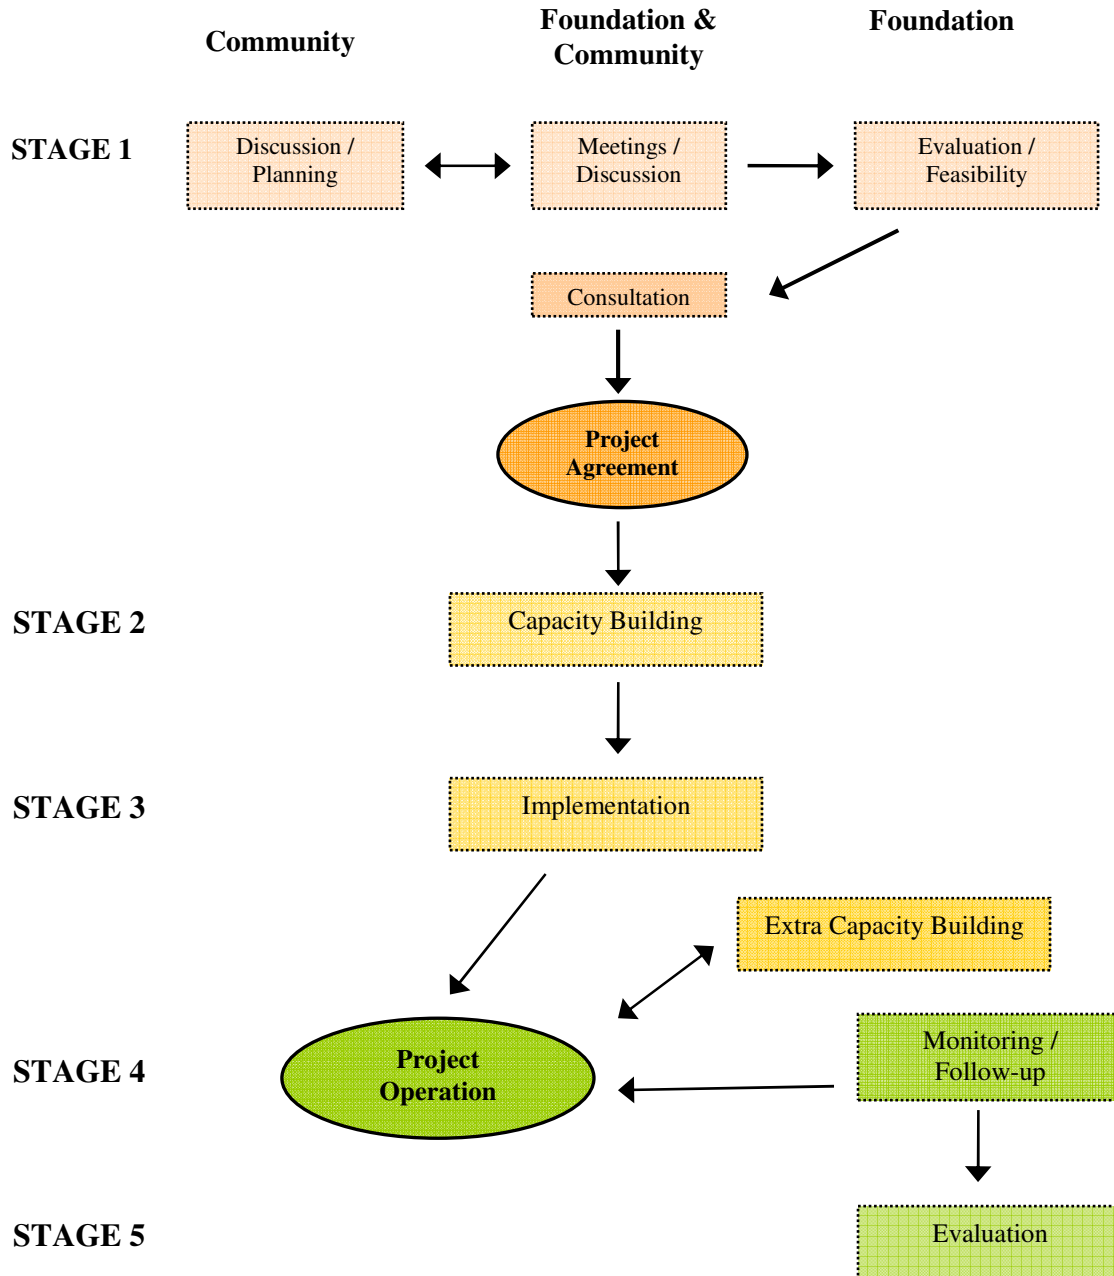 Community
Foundation &
Community
Foundation
STAGE 1
Discussion /
Planning
Meetings /
Discussion
Evaluation /
Feasibility
Consultation
Project
Agreement
STAGE 2
Capacity Building
STAGE 3
Implementation
Extra Capacity Building
STAGE 4
Project
Operation
Monitoring /
Follow-up
STAGE 5
Evaluation